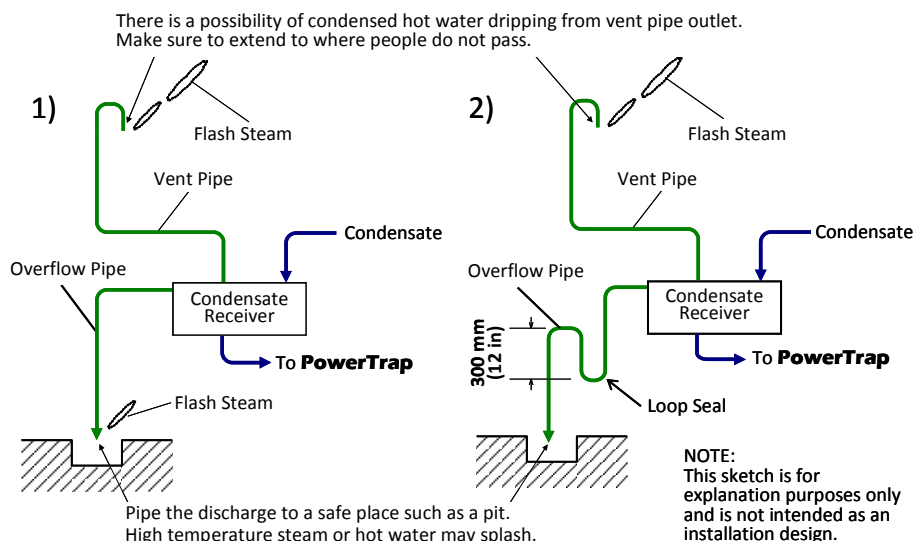 There is a possibility of condensed hot water dripping from vent pipe outlet.
Make sure to extend to where people do not pass.
1)
Flash Steam
Vent Pipe
Condensate
Overflow Pipe
Condensate
Receiver
To PowerTrap
Flash Steam
2)
Flash Steam
Vent Pipe
Condensate
Overflow Pipe
Condensate
Receiver
300 mm
(12 in)
To PowerTrap
Loop Seal
Pipe the discharge to a safe place such as a pit.
High temperature steam or hot water may splash.
NOTE:
This sketch is for
explanation purposes only
and is not intended as an
installation design.